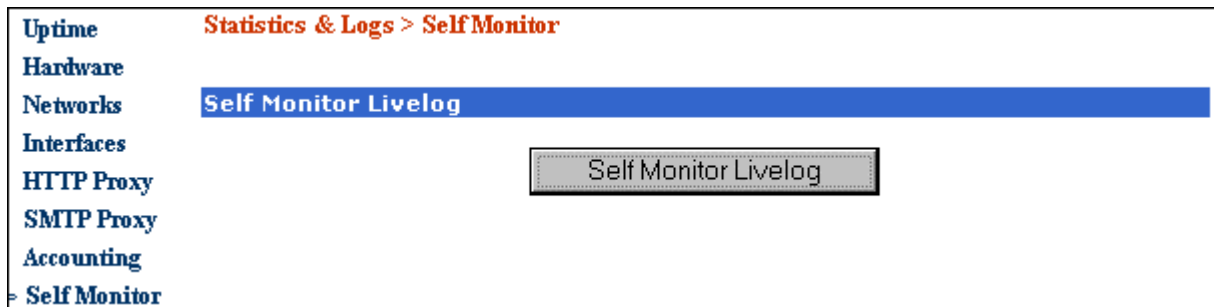 Uptime
Hardware
Networks
Interfaces
HTTP Proxy
SMTP Proxy
Accounting
Self Monitor
Statistics & Logs > Self Monitor
Self Monitor Livelog
Self Monitor Livelog